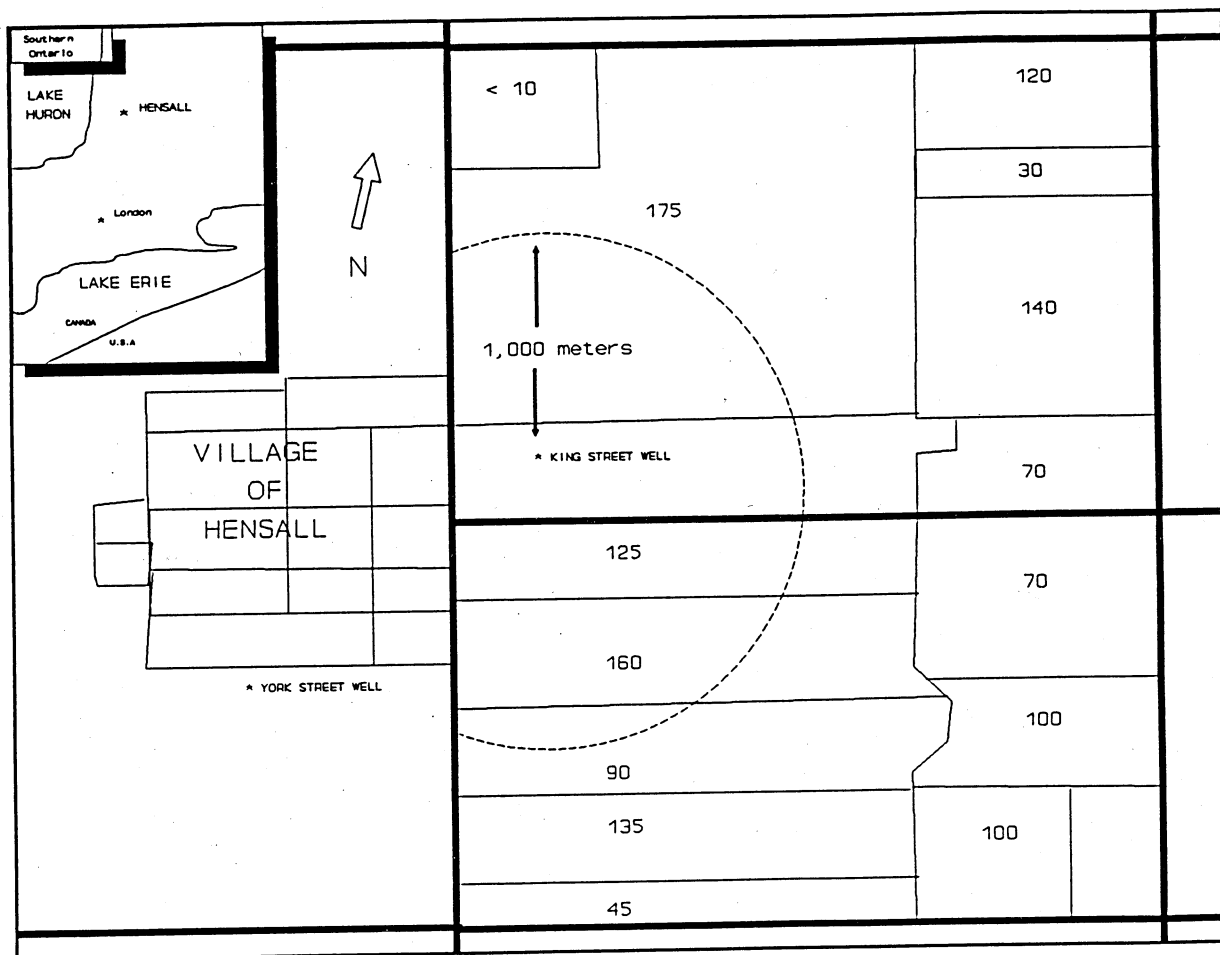 Southern
Ontario
LAKE
HURON
* HENSALL
* London
LAKE ERIE
CANADA
U.S.A
N
< 10
120
30
175
140
1,000 meters
* KING STREET WELL
70
VILLAGE
OF
HENSALL
125
70
160
* YORK STREET WELL
100
90
135
100
45